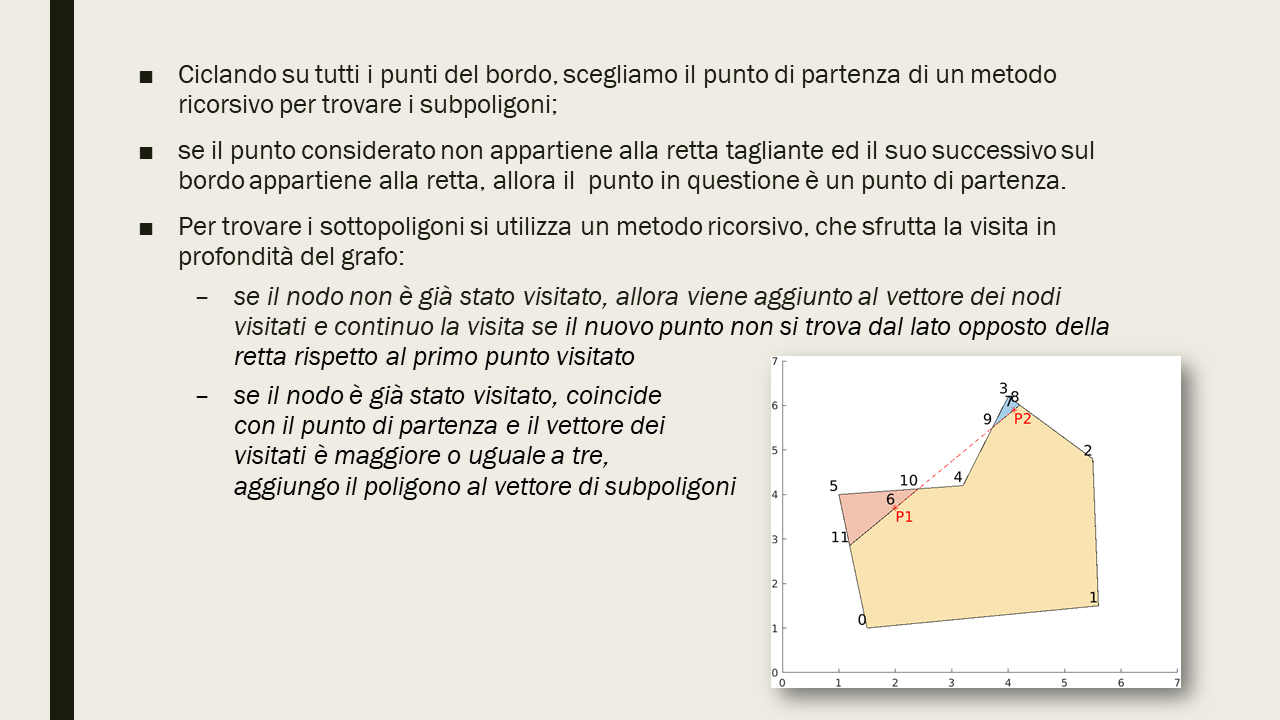 ■ Ciclando su tutti i punti del bordo, scegliamo il punto di partenza di un metodo
ricorsivo per trovare i subpoligoni;
■ se il punto considerato non appartiene alla retta tagliante ed il suo successivo sul
bordo appartiene alla retta, allora il  punto in questione è un punto di partenza.
■ Per trovare i sottopoligoni si utilizza un metodo ricorsivo, che sfrutta la visita in
profondità del grafo:
– se il nodo non è già stato visitato, allora viene aggiunto al vettore dei nodi
visitati e continuo la visita se il nuovo punto non si trova dal lato opposto della
retta rispetto al primo punto visitato
– se il nodo è già stato visitato, coincide
con il punto di partenza e il vettore dei
visitati è maggiore o uguale a tre,
aggiungo il poligono al vettore di subpoligoni
7
3
7 8
6
9
P2
5
2
10
4
5
4
6
P1
11
3
2
1
0
1
0
0 1 2 3 4 5 6 7